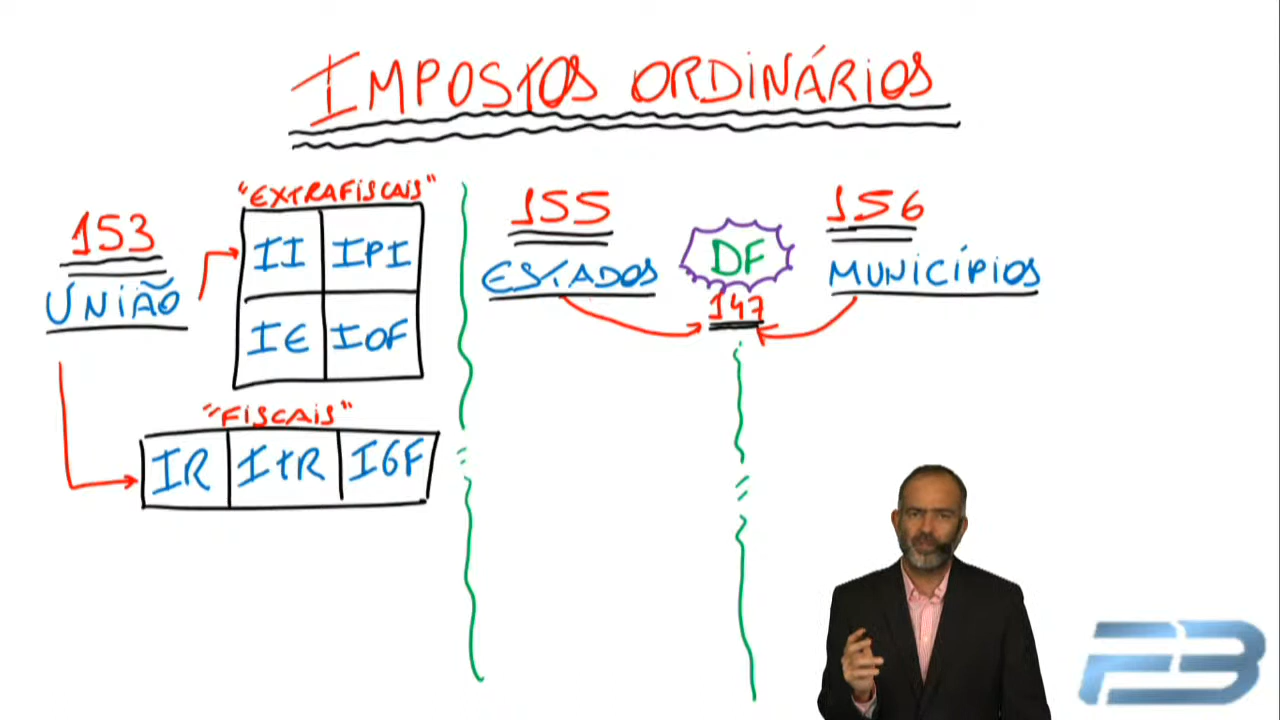 IMPOSTOS ORDINÁRIOS
153
UNIÃO
"EXTRAFISCAIS"
II IPI
IE IOF
"FISCAIS"
IR ITR IGF
155
ESTADOS
DF
147
156
MUNICÍPIOS
PB